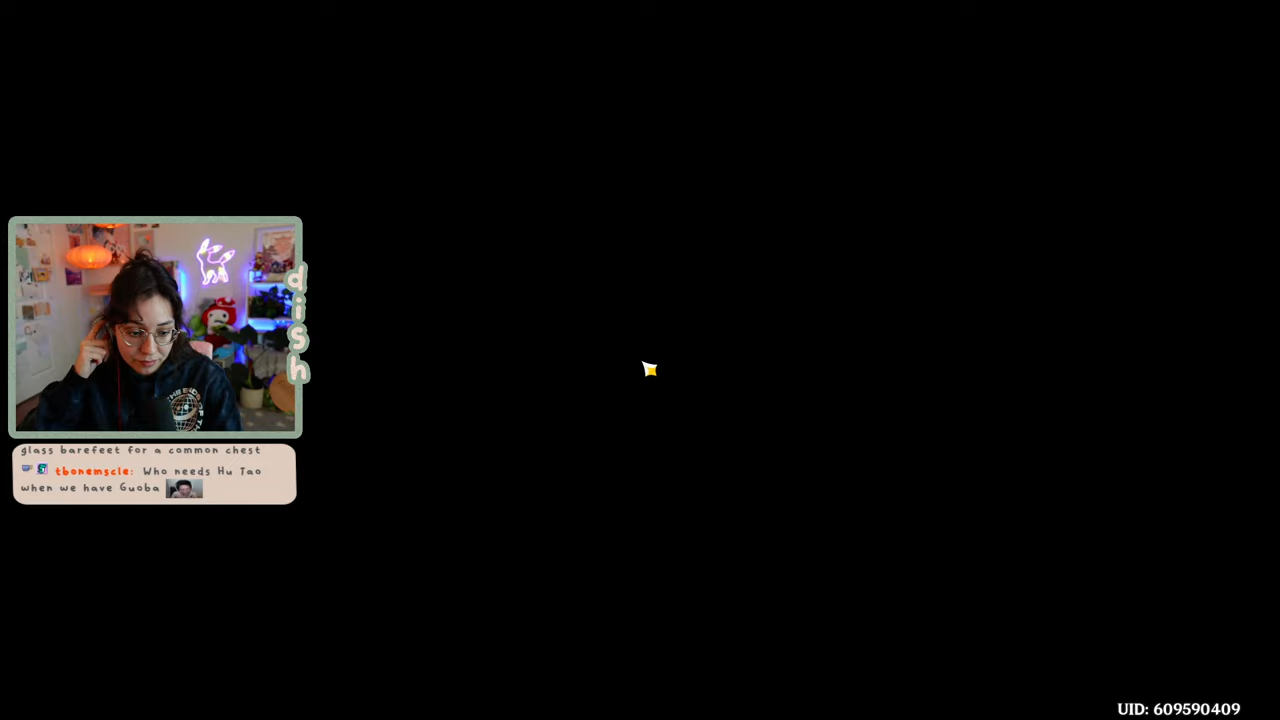 dish
glass barefeet for a common chest
tbonemscle: Who needs Hu Tao
when we have Guoba
UID: 609590409